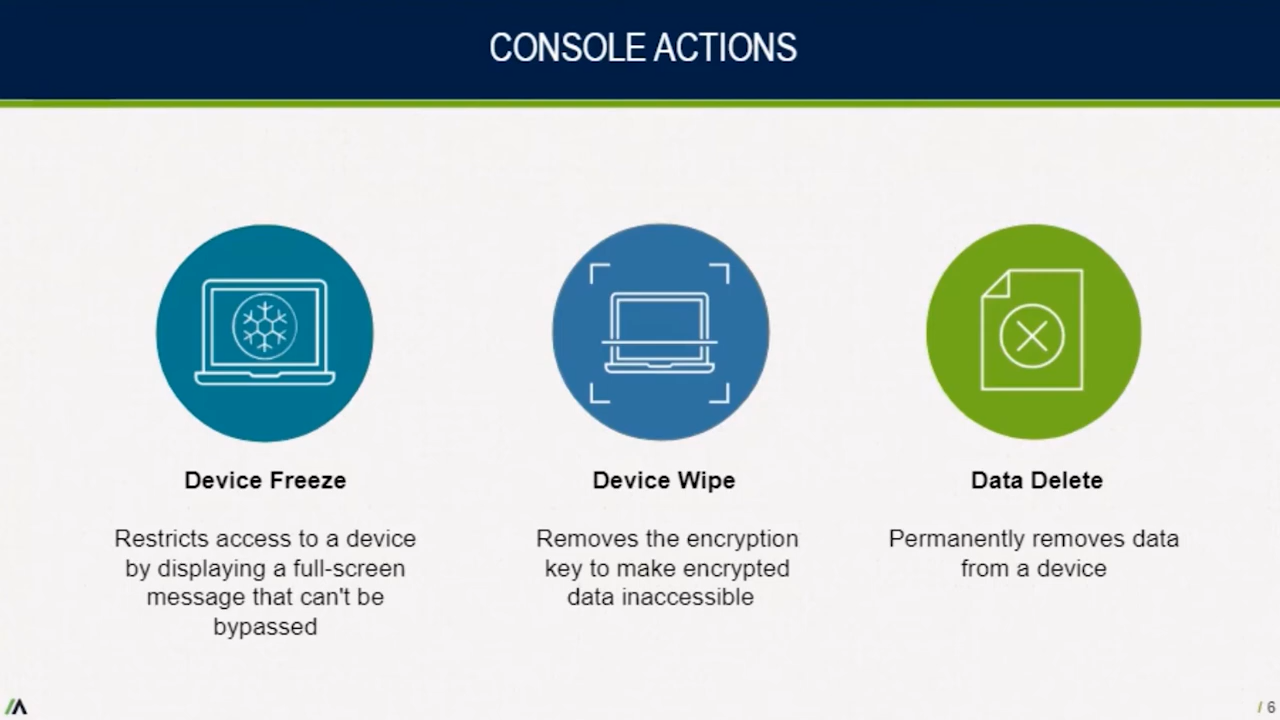 CONSOLE ACTIONS
Device Freeze
Restricts access to a device
by displaying a full-screen
message that can't be
bypassed
Device Wipe
Removes the encryption
key to make encrypted
data inaccessible
Data Delete
Permanently removes data
from a device
/ 6